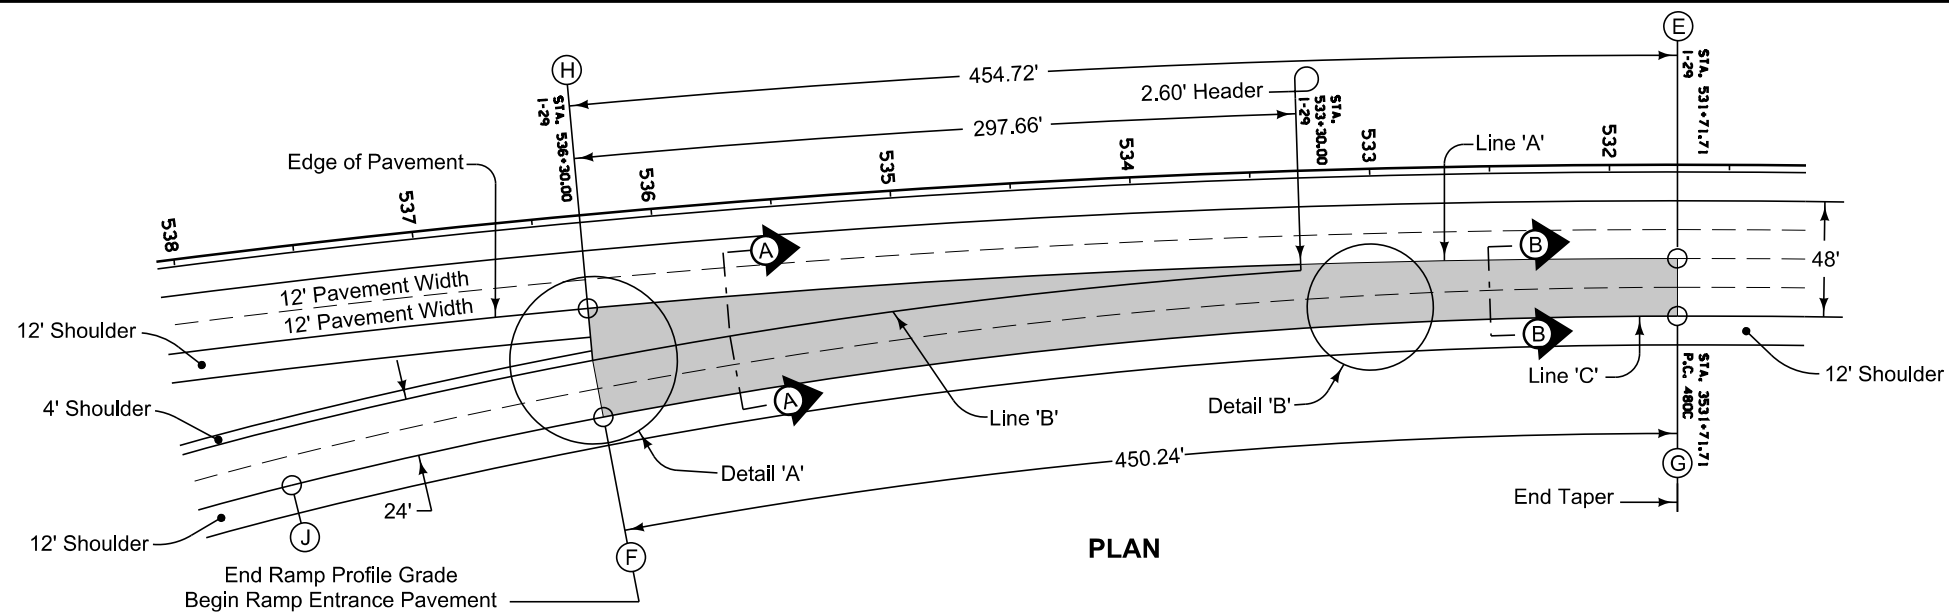 E
STA. 531+71.71
I-29
H
454.72'
2.60' Header
STA. 536+30.00
I-29
297.66'
STA.
533+30.00
I-29
Line 'A'
Edge of Pavement
538
537
536
535
534
533
532
A
B
48'
12' Pavement Width
12' Pavement Width
12' Shoulder
B
A
4' Shoulder
Line 'B'
Detail 'B'
Line 'C'
STA. 3531+71.71
P.C. 480C
12' Shoulder
Detail 'A'
450.24'
G
24'
End Taper
12' Shoulder
J
F
PLAN
End Ramp Profile Grade
Begin Ramp Entrance Pavement